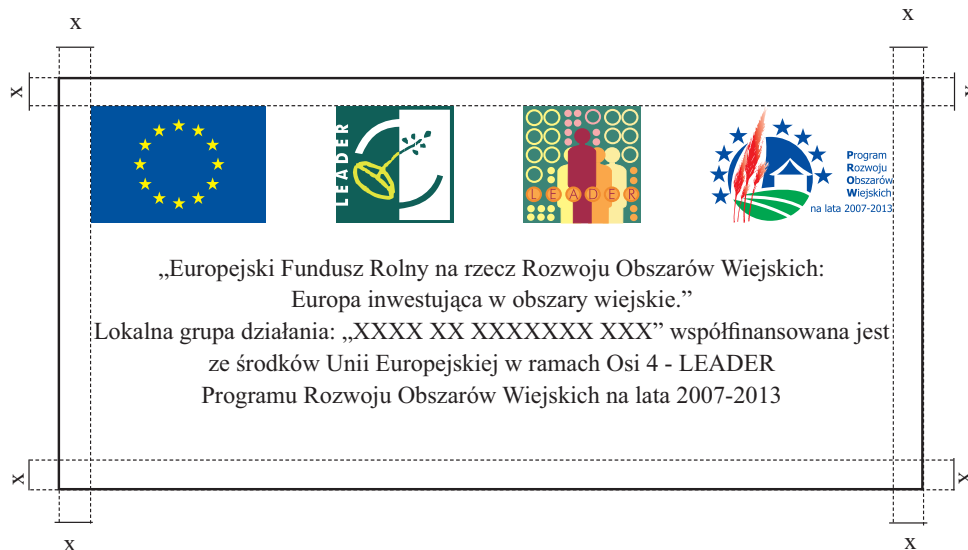 x x
x x
LEADER
LEADER
Program
Rozwoju
Obszarów
Wiejskich
na lata 2007-2013
„Europejski Fundusz Rolny na rzecz Rozwoju Obszarów Wiejskich:
Europa inwestująca w obszary wiejskie.”
Lokalna grupa działania: „XXXX XX XXXXXXX XXX” współfinansowana jest
ze środków Unii Europejskiej w ramach Osi 4 - LEADER
Programu Rozwoju Obszarów Wiejskich na lata 2007-2013
x x
x x